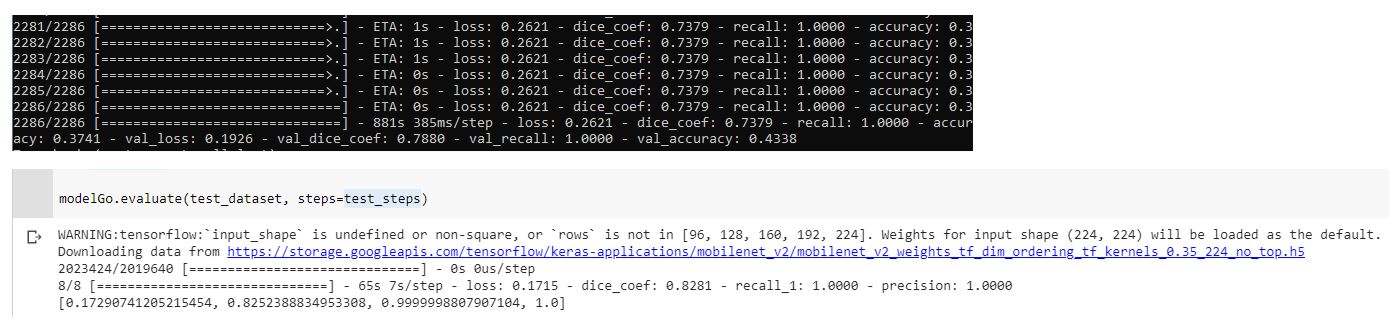 2281/2286 [============================>.] - ETA: 1s - loss: 0.2621 - dice_coef: 0.7379 - recall: 1.0000 - accuracy: 0.3
2282/2286 [============================>.] - ETA: 1s - loss: 0.2621 - dice_coef: 0.7379 - recall: 1.0000 - accuracy: 0.3
2283/2286 [============================>.] - ETA: 1s - loss: 0.2621 - dice_coef: 0.7379 - recall: 1.0000 - accuracy: 0.3
2284/2286 [============================>.] - ETA: 0s - loss: 0.2621 - dice_coef: 0.7379 - recall: 1.0000 - accuracy: 0.3
2285/2286 [============================>.] - ETA: 0s - loss: 0.2621 - dice_coef: 0.7379 - recall: 1.0000 - accuracy: 0.3
2286/2286 [==============================] - ETA: 0s - loss: 0.2621 - dice_coef: 0.7379 - recall: 1.0000 - accuracy: 0.3
2286/2286 [==============================] - 881s 385ms/step - loss: 0.2621 - dice_coef: 0.7379 - recall: 1.0000 - accur
acy: 0.3741 - val_loss: 0.1926 - val_dice_coef: 0.7880 - val_recall: 1.0000 - val_accuracy: 0.4338
modelGo.evaluate(test_dataset, steps=test_steps)
WARNING:tensorflow:`input_shape` is undefined or non-square, or `rows` is not in [96, 128, 160, 192, 224]. Weights for input shape (224, 224) will be loaded as the default.
Downloading data from https://storage.googleapis.com/tensorflow/keras-applications/mobilenet_v2/mobilenet_v2_weights_tf_dim_ordering_tf_kernels_0.35_224_no_top.h5
2023424/2019640 [==============================] - 0s 0us/step
8/8 [==============================] - 65s 7s/step - loss: 0.1715 - dice_coef: 0.8281 - recall_1: 1.0000 - precision: 1.0000
[0.17290741205215454, 0.8252388834953308, 0.9999998807907104, 1.0]